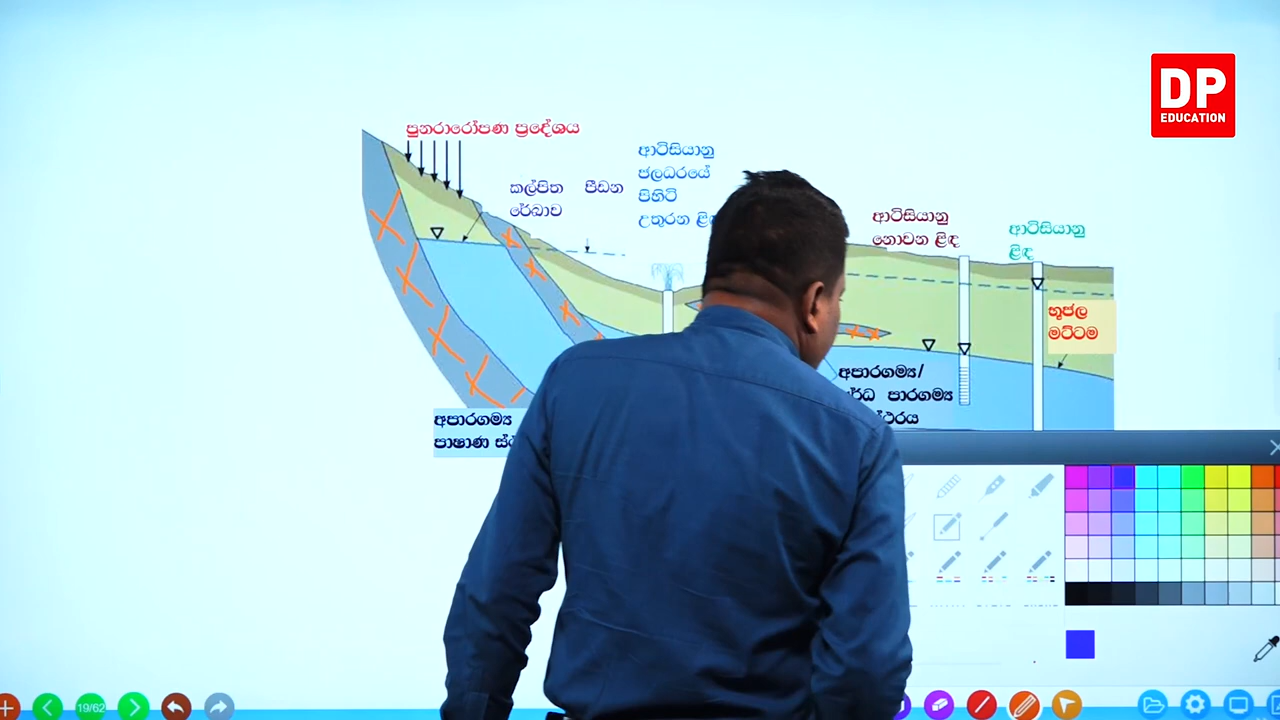 DP
EDUCATION
පුනරාරෝපණ ප්‍රදේශය
කල්පිත පීඩන
රේඛාව
ආටිසියානු
ජලධරයේ
පිහිටි
උතුරන
ආටිසියානු
නොවන ළිඳ
ආටිසියානු
ළිඳ
භූජල
මට්ටම
අපාරගම්‍ය/
පාරගම්‍ය
අපාරගම්‍ය
පාෂාණ
19/62